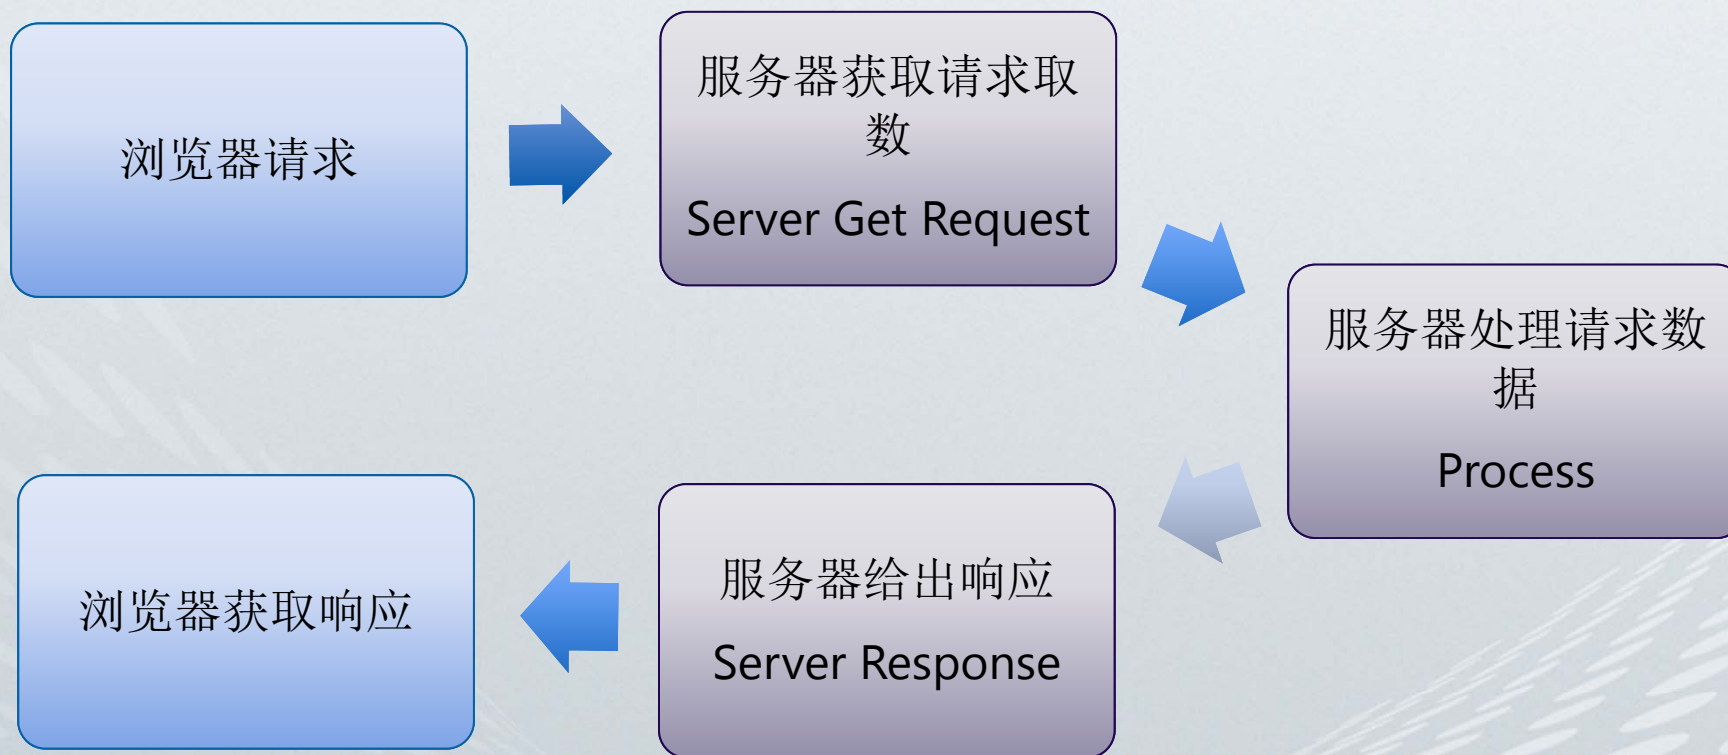 浏览器请求
服务器获取请求取
数
Server Get Request
服务器处理请求数
据
Process
服务器给出响应
Server Response
浏览器获取响应